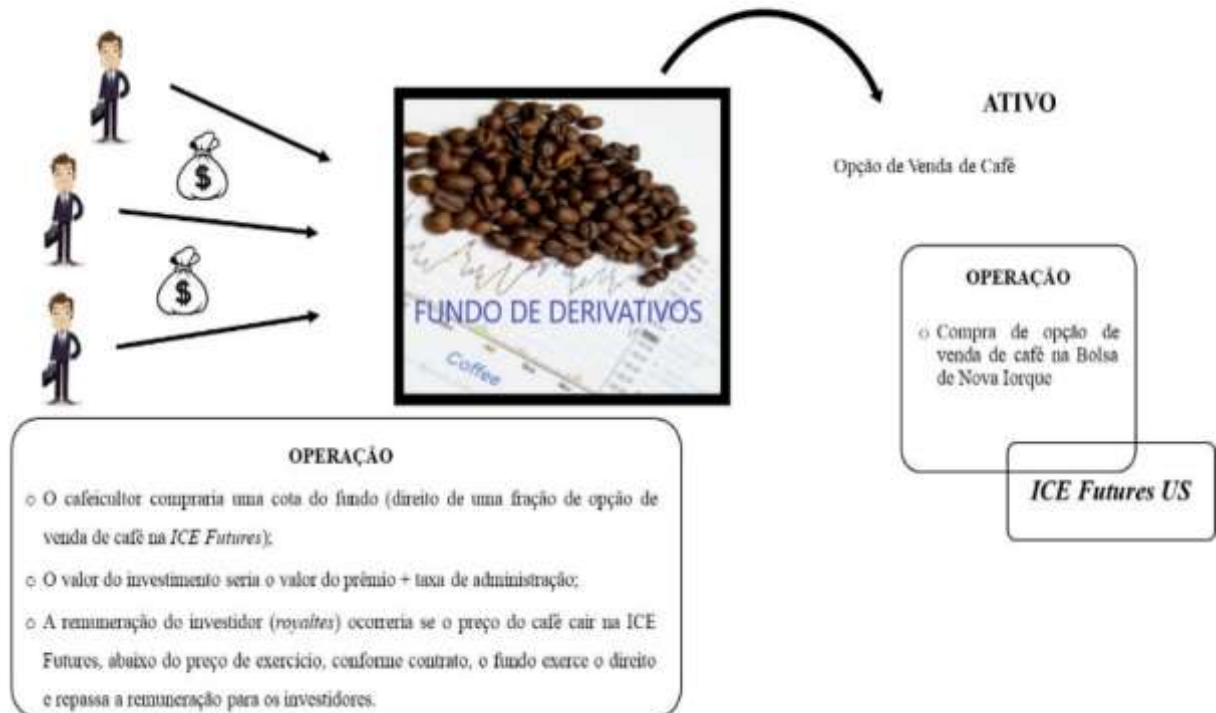 ATIVO
Opção de Venda de Café
$
$
FUNDO DE DERIVATIVOS
Coffee
OPERAÇÃO
o Compra de opção de
venda de café na Bolsa
de Nova Iorque
ICE Futures US
OPERAÇÃO
o O cafeicultor compraria uma cota do fundo (direito de uma fração de opção de
venda de café na ICE Futures);
o O valor do investimento seria o valor do prêmio + taxa de administração;
o A remuneração do investidor (royaltes) ocorreria se o preço do café cair na ICE
Futures, abaixo do preço de exercício, conforme contrato, o fundo exerce o direito
e repassa a remuneração para os investidores.